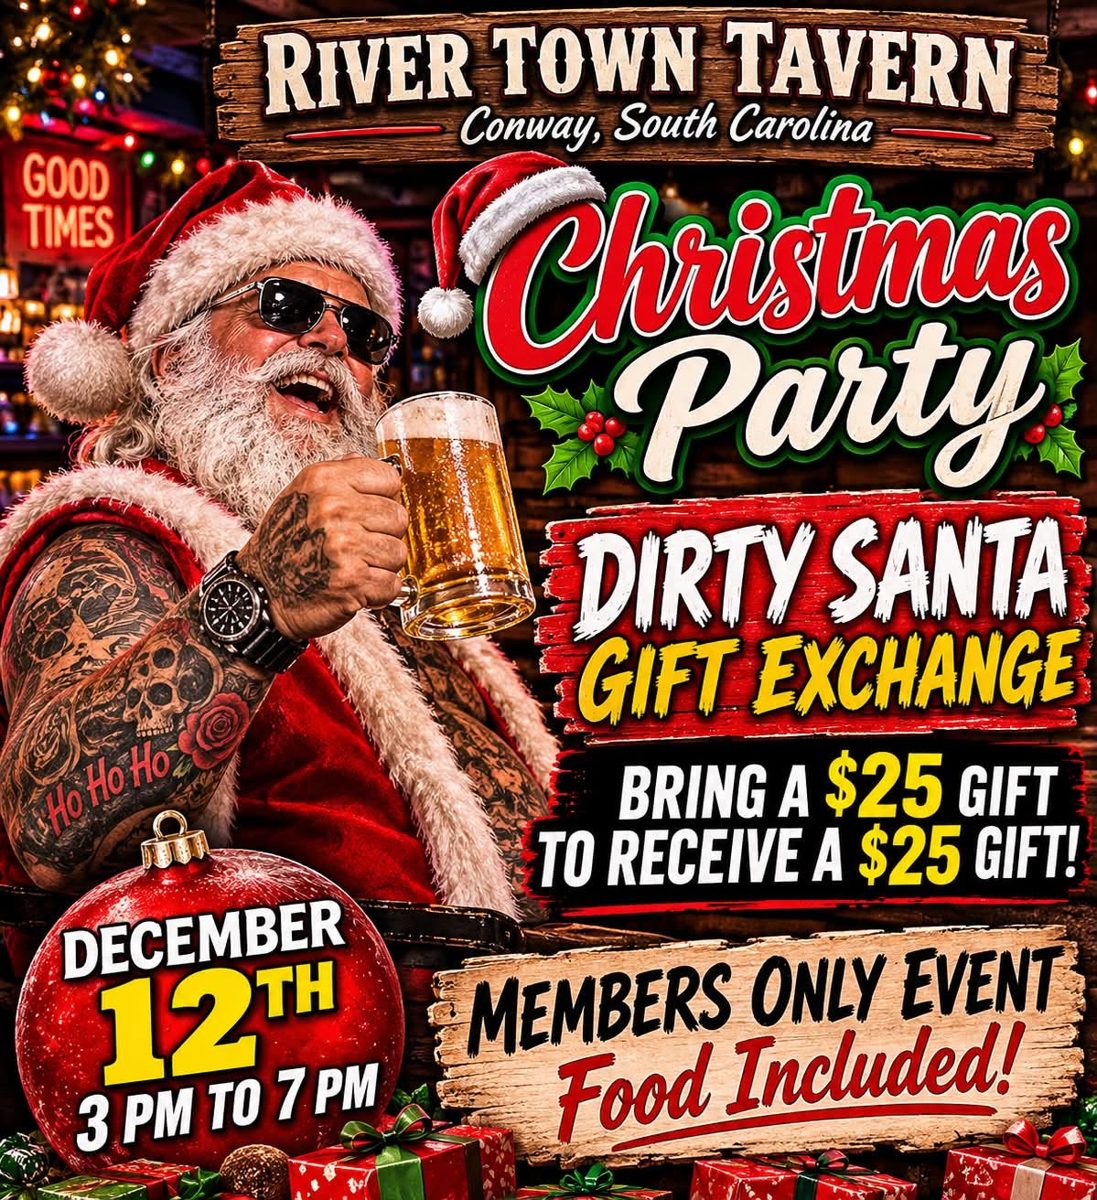 RIVER TOWN TAVERN
Conway, South Carolina
GOOD
TIMES
Christmas
Party
DIRTY SANTA
GIFT EXCHANGE
BRING A $25 GIFT
TO RECEIVE A $25 GIFT!
Ho Ho Ho
DECEMBER
12TH
3 PM TO 7 PM
MEMBERS ONLY EVENT
Food Included!